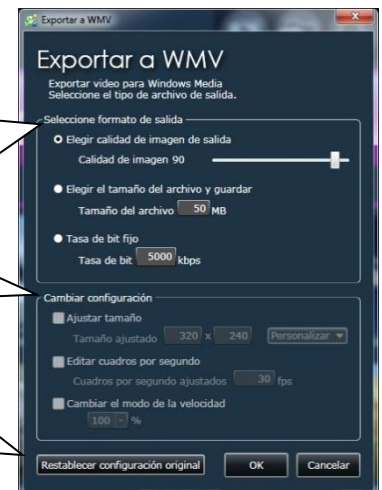 Exportar a WMV
Exportar a WMV
Exportar video para Windows Media
Seleccione el tipo de archivo de salida.
Seleccione formato de salida
Elegir calidad de imagen de salida
Calidad de imagen 90
Elegir el tamaño del archivo y guardar
Tamaño del archivo 50 MB
Tasa de bit fijo
Tasa de bit 5000 kbps
Cambiar configuración
Ajustar tamaño
Tamaño ajustado 320 x 240 Personalizar
Editar cuadros por segundo
Cuadros por segundo ajustados 30 fps
Cambiar el modo de la velocidad
100 %
Restablecer configuración original OK Cancelar